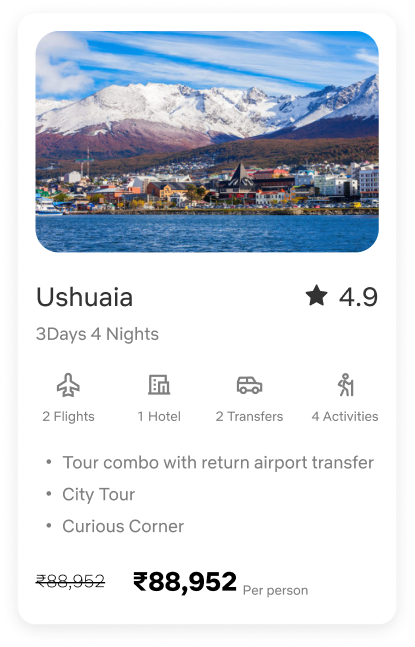 Ushuaia ★ 4.9
3Days 4 Nights
2 Flights 1 Hotel 2 Transfers 4 Activities
• Tour combo with return airport transfer
• City Tour
• Curious Corner
₹88,952 ₹88,952 Per person